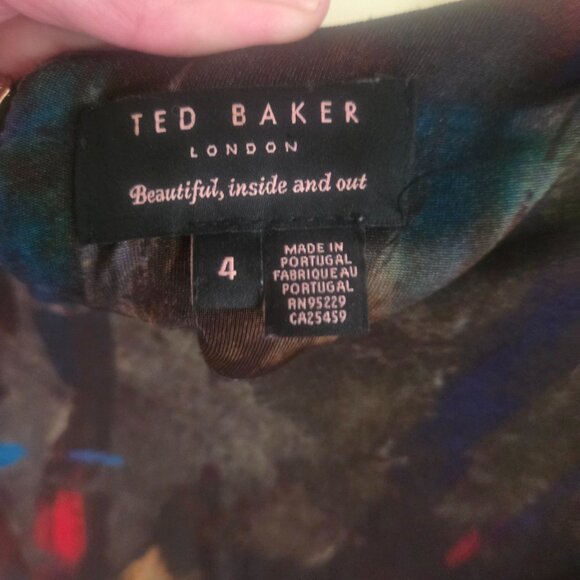 TED BAKER
LONDON
Beautiful, inside and out
4
MADE IN
PORTUGAL
FABRIQUE AU
PORTUGAL
RN95229
CA25459